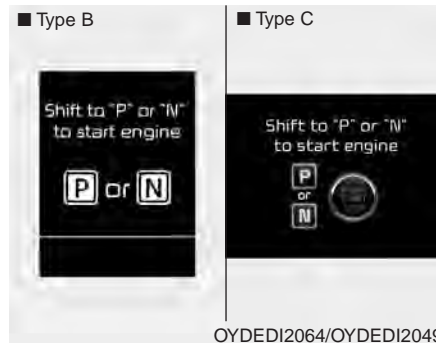 ■ Type B
Shift to "P" or "N"
to start engine
P or N
■ Type C
Shift to "P" or "N"
to start engine
P
or
N
OYDEDI2064/OYDEDI2049